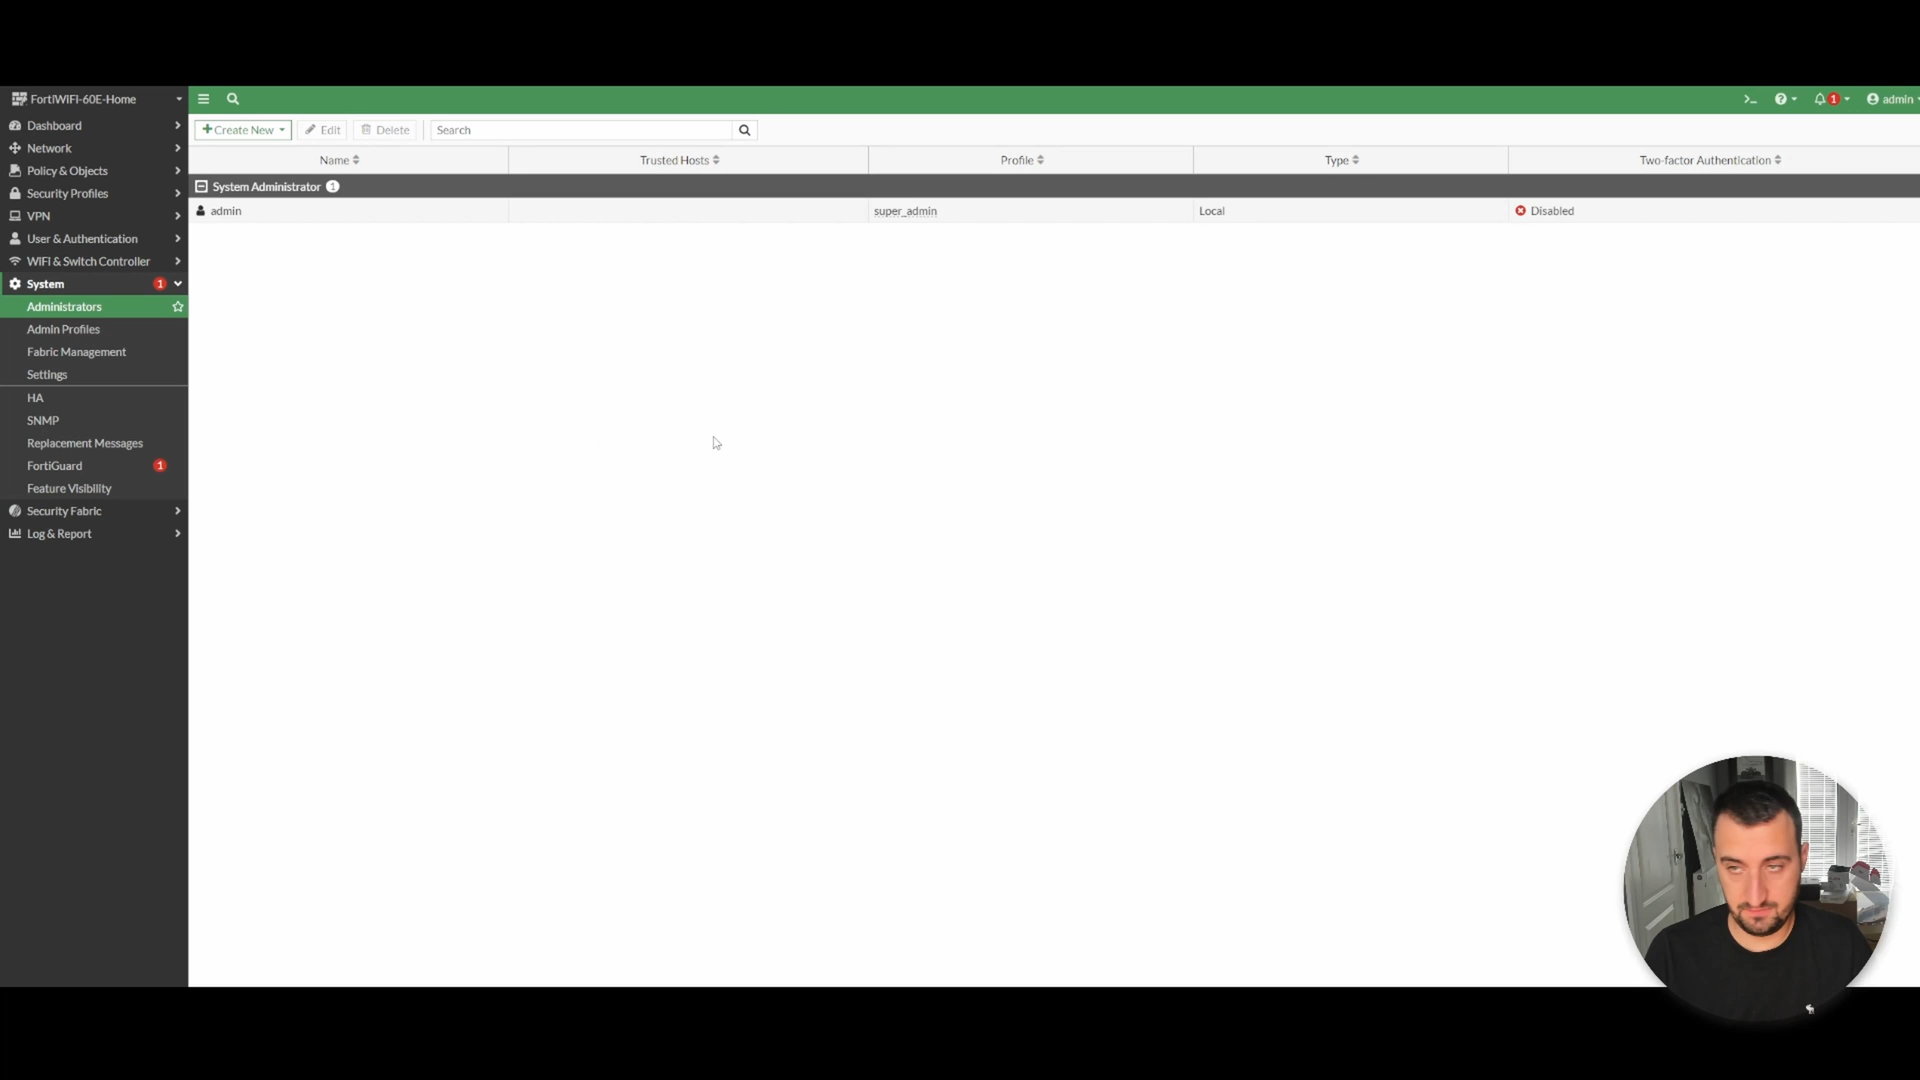 FortiWiFi-60E-Home
admin
Dashboard
Network
Policy & Objects
Security Profiles
VPN
User & Authentication
WiFi & Switch Controller
System 1
Administrators
Admin Profiles
Fabric Management
Settings
HA
SNMP
Replacement Messages
FortiGuard 1
Feature Visibility
Security Fabric
Log & Report
>_ ? 1
+Create New Edit Delete Search
Name Trusted Hosts Profile Type Two-factor Authentication
System Administrator 1
admin super_admin Local Disabled